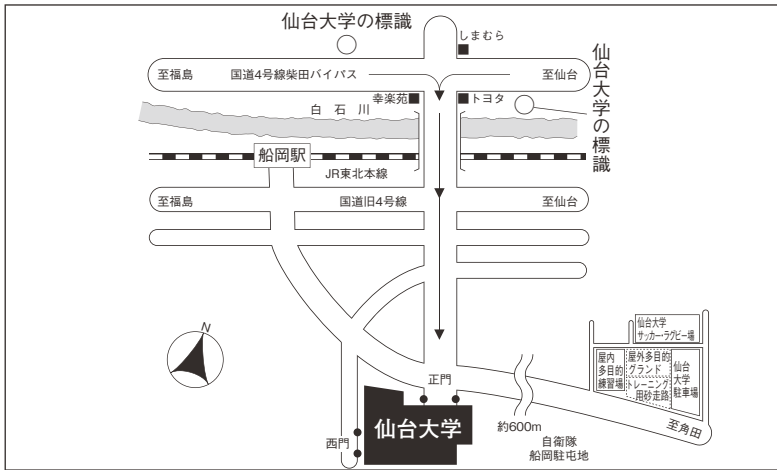 仙台大学の標識
しまむら
仙台大学の標識
至福島
国道4号線柴田バイパス
至仙台
幸楽苑
トヨタ
白石川
船岡駅
JR東北本線
至福島
国道旧4号線
至仙台
N
仙台大学
サッカー・ラグビー場
屋内
多目的
練習場
屋外多目的
グランド
トレーニング
用砂走路
仙台
大学
駐車場
正門
至角田
仙台大学
約600m
西門
自衛隊
船岡駐屯地